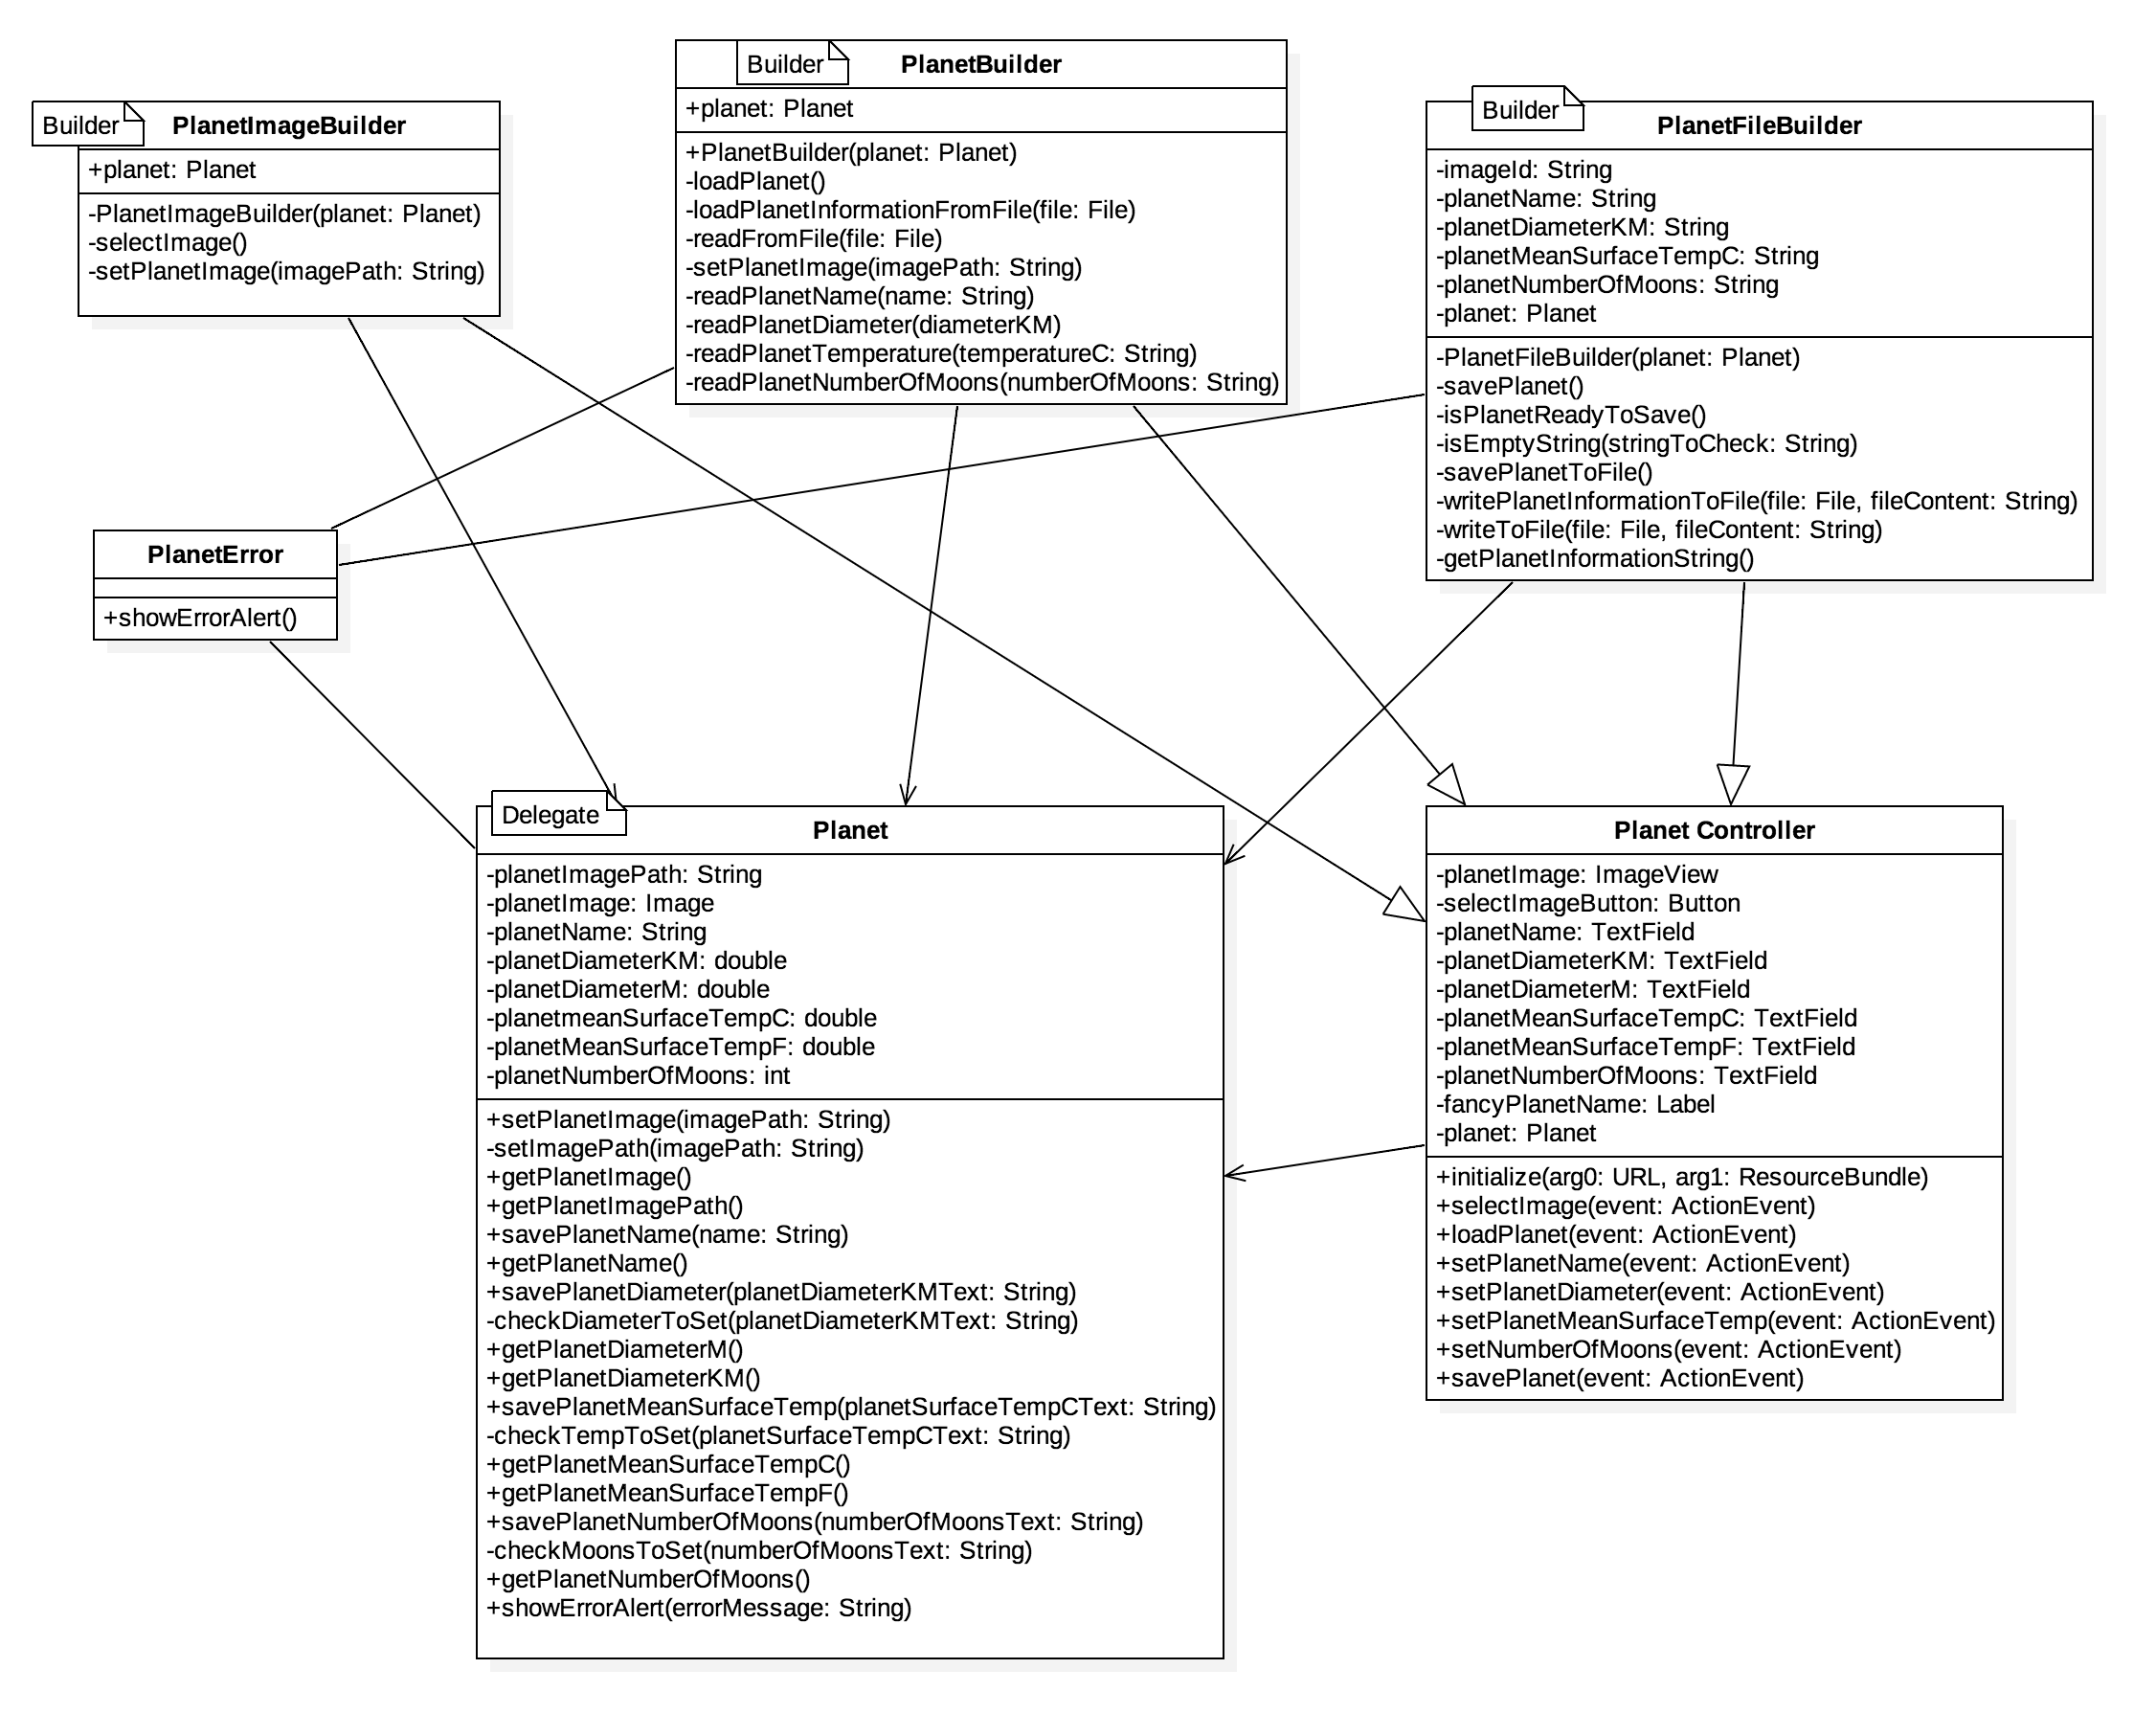 Builder
PlanetImageBuilder
+planet: Planet
-PlanetImageBuilder(planet: Planet)
-selectImage()
-setPlanetImage(imagePath: String)
Builder
PlanetBuilder
+planet: Planet
+PlanetBuilder(planet: Planet)
-loadPlanet()
-loadPlanetInformationFromFile(file: File)
-readFromFile(file: File)
-setPlanetImage(imagePath: String)
-readPlanetName(name: String)
-readPlanetDiameter(diameterKM)
-readPlanetTemperature(temperatureC: String)
-readPlanetNumberOfMoons(numberOfMoons: String)
Builder
PlanetFileBuilder
-imageId: String
-planetName: String
-planetDiameterKM: String
-planetMeanSurfaceTempC: String
-planetNumberOfMoons: String
-planet: Planet
-PlanetFileBuilder(planet: Planet)
-savePlanet()
-isPlanetReadyToSave()
-isEmptyString(stringToCheck: String)
-savePlanetToFile()
-writePlanetInformationToFile(file: File, fileContent: String)
-writeToFile(file: File, fileContent: String)
-getPlanetInformationString()
PlanetError
+showErrorAlert()
Delegate
Planet
-planetImagePath: String
-planetImage: Image
-planetName: String
-planetDiameterKM: double
-planetDiameterM: double
-planetmeanSurfaceTempC: double
-planetMeanSurfaceTempF: double
-planetNumberOfMoons: int
+setPlanetImage(imagePath: String)
-setImagePath(imagePath: String)
+getPlanetImage()
+getPlanetImagePath()
+savePlanetName(name: String)
+getPlanetName()
+savePlanetDiameter(planetDiameterKMText: String)
-checkDiameterToSet(planetDiameterKMText: String)
+getPlanetDiameterM()
+getPlanetDiameterKM()
+savePlanetMeanSurfaceTemp(planetSurfaceTempCText: String)
-checkTempToSet(planetSurfaceTempCText: String)
+getPlanetMeanSurfaceTempC()
+getPlanetMeanSurfaceTempF()
+savePlanetNumberOfMoons(numberOfMoonsText: String)
-checkMoonsToSet(numberOfMoonsText: String)
+getPlanetNumberOfMoons()
+showErrorAlert(errorMessage: String)
Planet Controller
-planetImage: ImageView
-selectImageButton: Button
-planetName: TextField
-planetDiameterKM: TextField
-planetDiameterM: TextField
-planetMeanSurfaceTempC: TextField
-planetMeanSurfaceTempF: TextField
-planetNumberOfMoons: TextField
-fancyPlanetName: Label
-planet: Planet
+initialize(arg0: URL, arg1: ResourceBundle)
+selectImage(event: ActionEvent)
+loadPlanet(event: ActionEvent)
+setPlanetName(event: ActionEvent)
+setPlanetDiameter(event: ActionEvent)
+setPlanetMeanSurfaceTemp(event: ActionEvent)
+setNumberOfMoons(event: ActionEvent)
+savePlanet(event: ActionEvent)